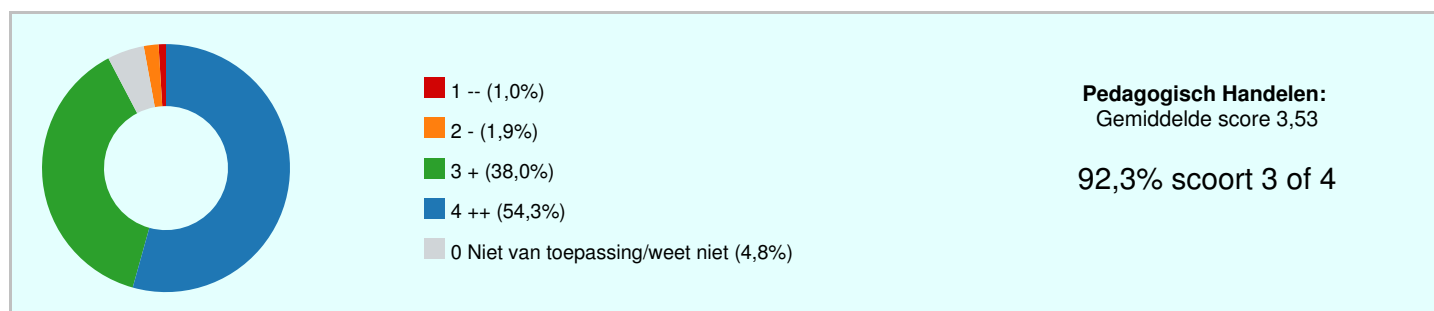 1 -- (1,0%)
2 - (1,9%)
3 + (38,0%)
4 ++ (54,3%)
0 Niet van toepassing/weet niet (4,8%)
Pedagogisch Handelen:
Gemiddelde score 3,53
92,3% scoort 3 of 4